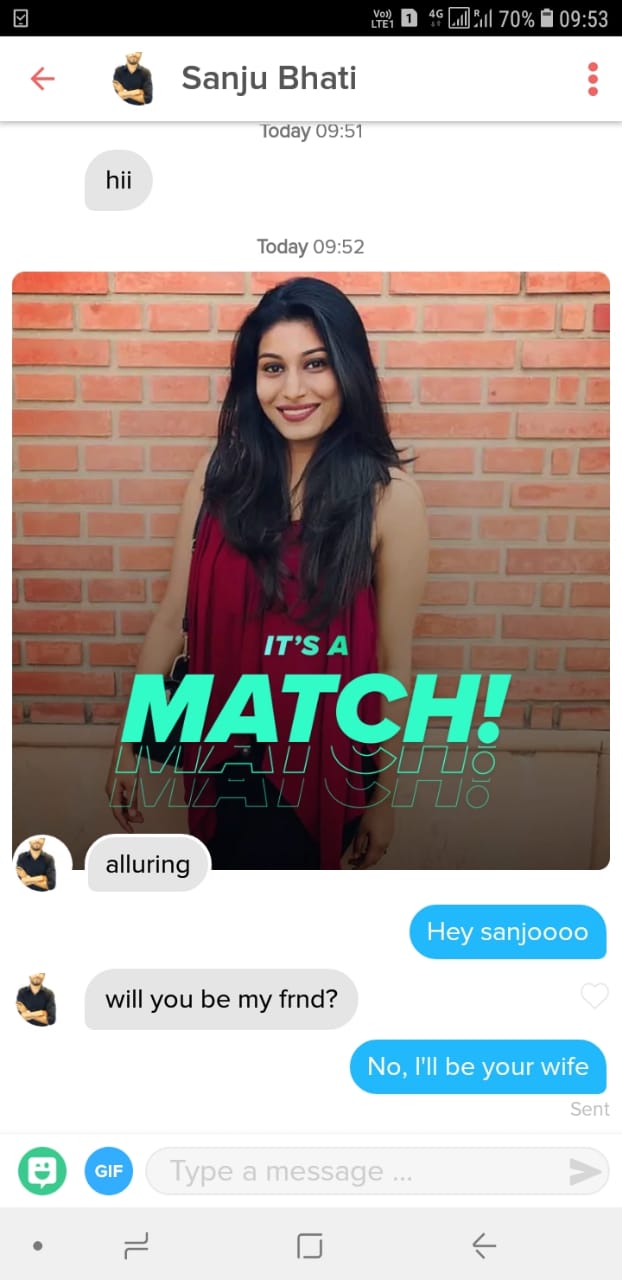 Vo)) LTE1 1 4G R 70% 09:53
Sanju Bhati
Today 09:51
hii
Today 09:52
IT'S A
MATCH!
MATCH!
MATCH!
alluring
Hey sanjoooo
will you be my frnd?
No, I'll be your wife
Sent
GIF
Type a message ...